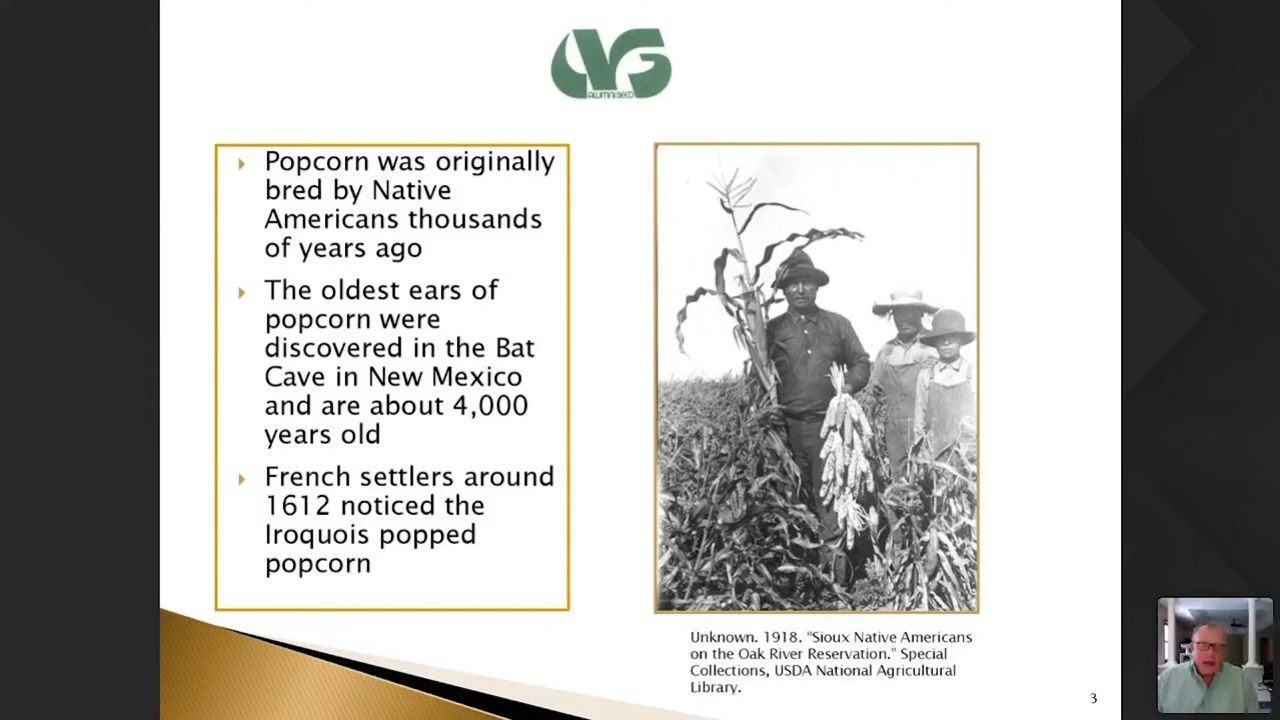 ALUMNI SEED
Popcorn was originally
bred by Native
Americans thousands
of years ago
The oldest ears of
popcorn were
discovered in the Bat
Cave in New Mexico
and are about 4,000
years old
French settlers around
1612 noticed the
Iroquois popped
popcorn
Unknown. 1918. "Sioux Native Americans
on the Oak River Reservation." Special
Collections, USDA National Agricultural
Library.
3